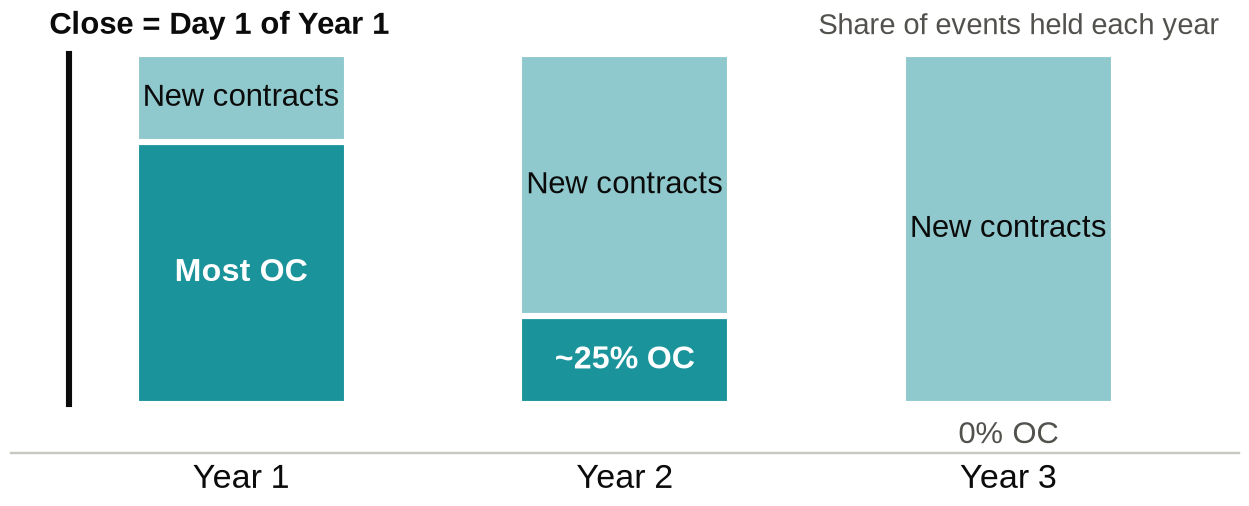 Close = Day 1 of Year 1
Share of events held each year
New contracts
Most OC
New contracts
~25% OC
New contracts
0% OC
Year 1
Year 2
Year 3